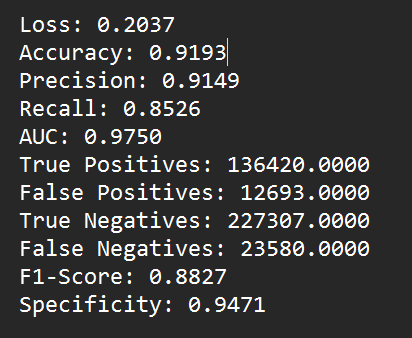 Loss: 0.2037
Accuracy: 0.9193
Precision: 0.9149
Recall: 0.8526
AUC: 0.9750
True Positives: 136420.0000
False Positives: 12693.0000
True Negatives: 227307.0000
False Negatives: 23580.0000
F1-Score: 0.8827
Specificity: 0.9471